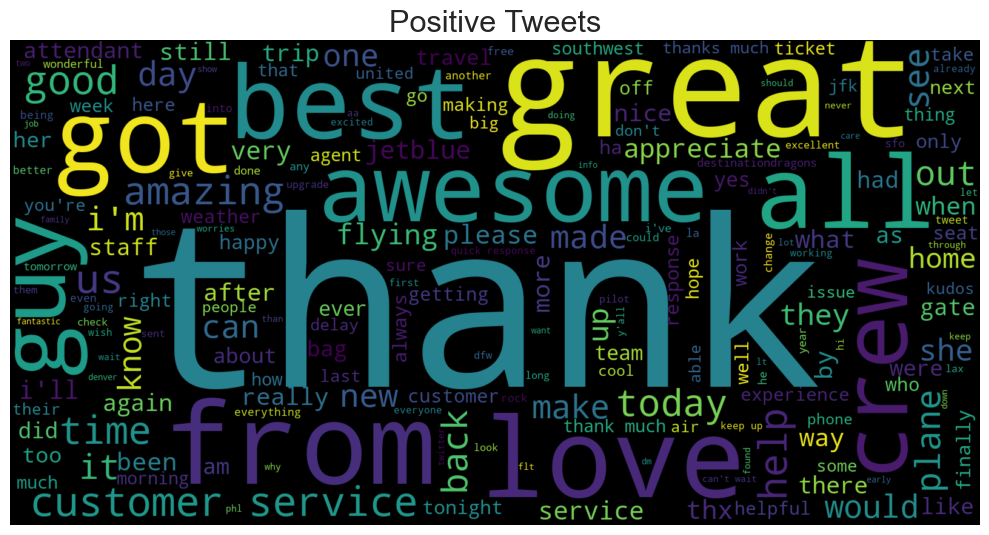 Positive Tweets
attendant still trip one travel southwest thanks much ticket see take
two wonderful show that united free should already
good day best another great off jfk next
week here go making nice thing
being into aa big don't never
job her got excited doing care only
very agent jetblue ha appreciate excellent sfo
better give done any info destinationdragons
amazing upgrade awesome yes all had out
you're didn't let
guy i'm weather flying please made i've when
family those could la what as tweet seat
staff worries happy quick response more response hope work change lot working through home
us sure
tomorrow thank first
them after getting issue kudos
even going right people ever always want up pilot y'all year hi they gate
fantastic check can delay crew
know wish sent than team able well by she keep
wait about bag dfw cool he lt were lax
denver how last long experience who
i'll really new customer make today down
their again everything everyone rock
did time from back love thank much air keep up help phone way plane finally
too it been look twitter found some
am why flt dm can't wait there early
much morning
customer service phl tonight service thx helpful would like